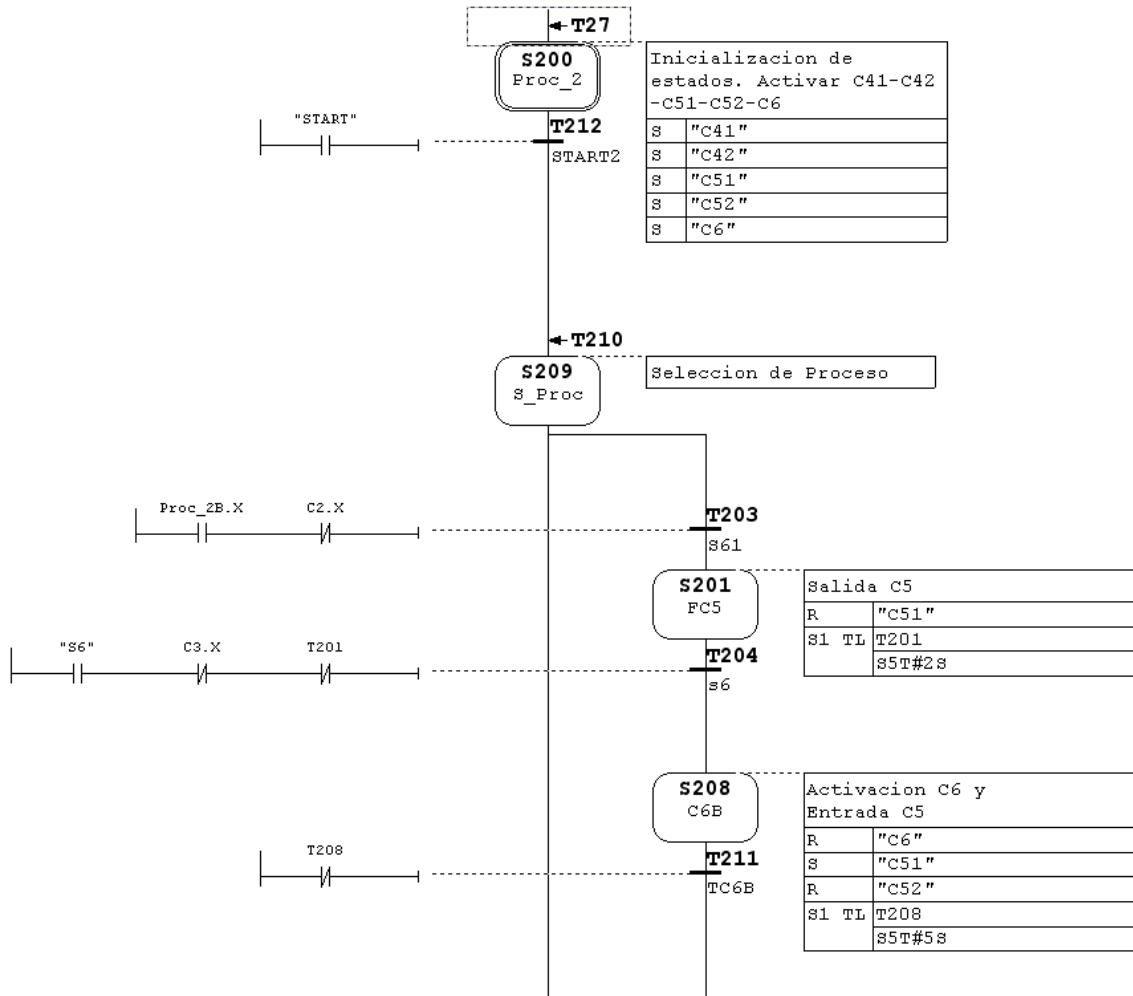 T27
S200
Proc_2
Inicializacion de
estados. Activar C41-C42
-C51-C52-C6
S "C41"
S "C42"
S "C51"
S "C52"
S "C6"
"START"
T212
START2
T210
S209
S_Proc
Seleccion de Proceso
Proc_2B.X C2.X
T203
S61
S201
FC5
Salida C5
R "C51"
S1 TL T201
S5T#2S
"S6" C3.X T201
T204
s6
S208
C6B
Activacion C6 y
Entrada C5
R "C6"
S "C51"
R "C52"
S1 TL T208
S5T#5S
T208
T211
TC6B